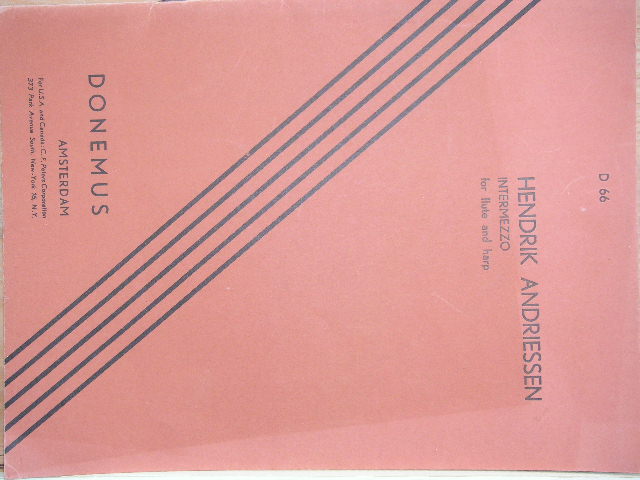 D 66
HENDRIK ANDRIESSEN
INTERMEZZO
for flute and harp
DONEMUS
AMSTERDAM
For U.S.A. and Canada: C. F. Peters Corporation
373 Park Avenue South, New-York 16, N.Y.